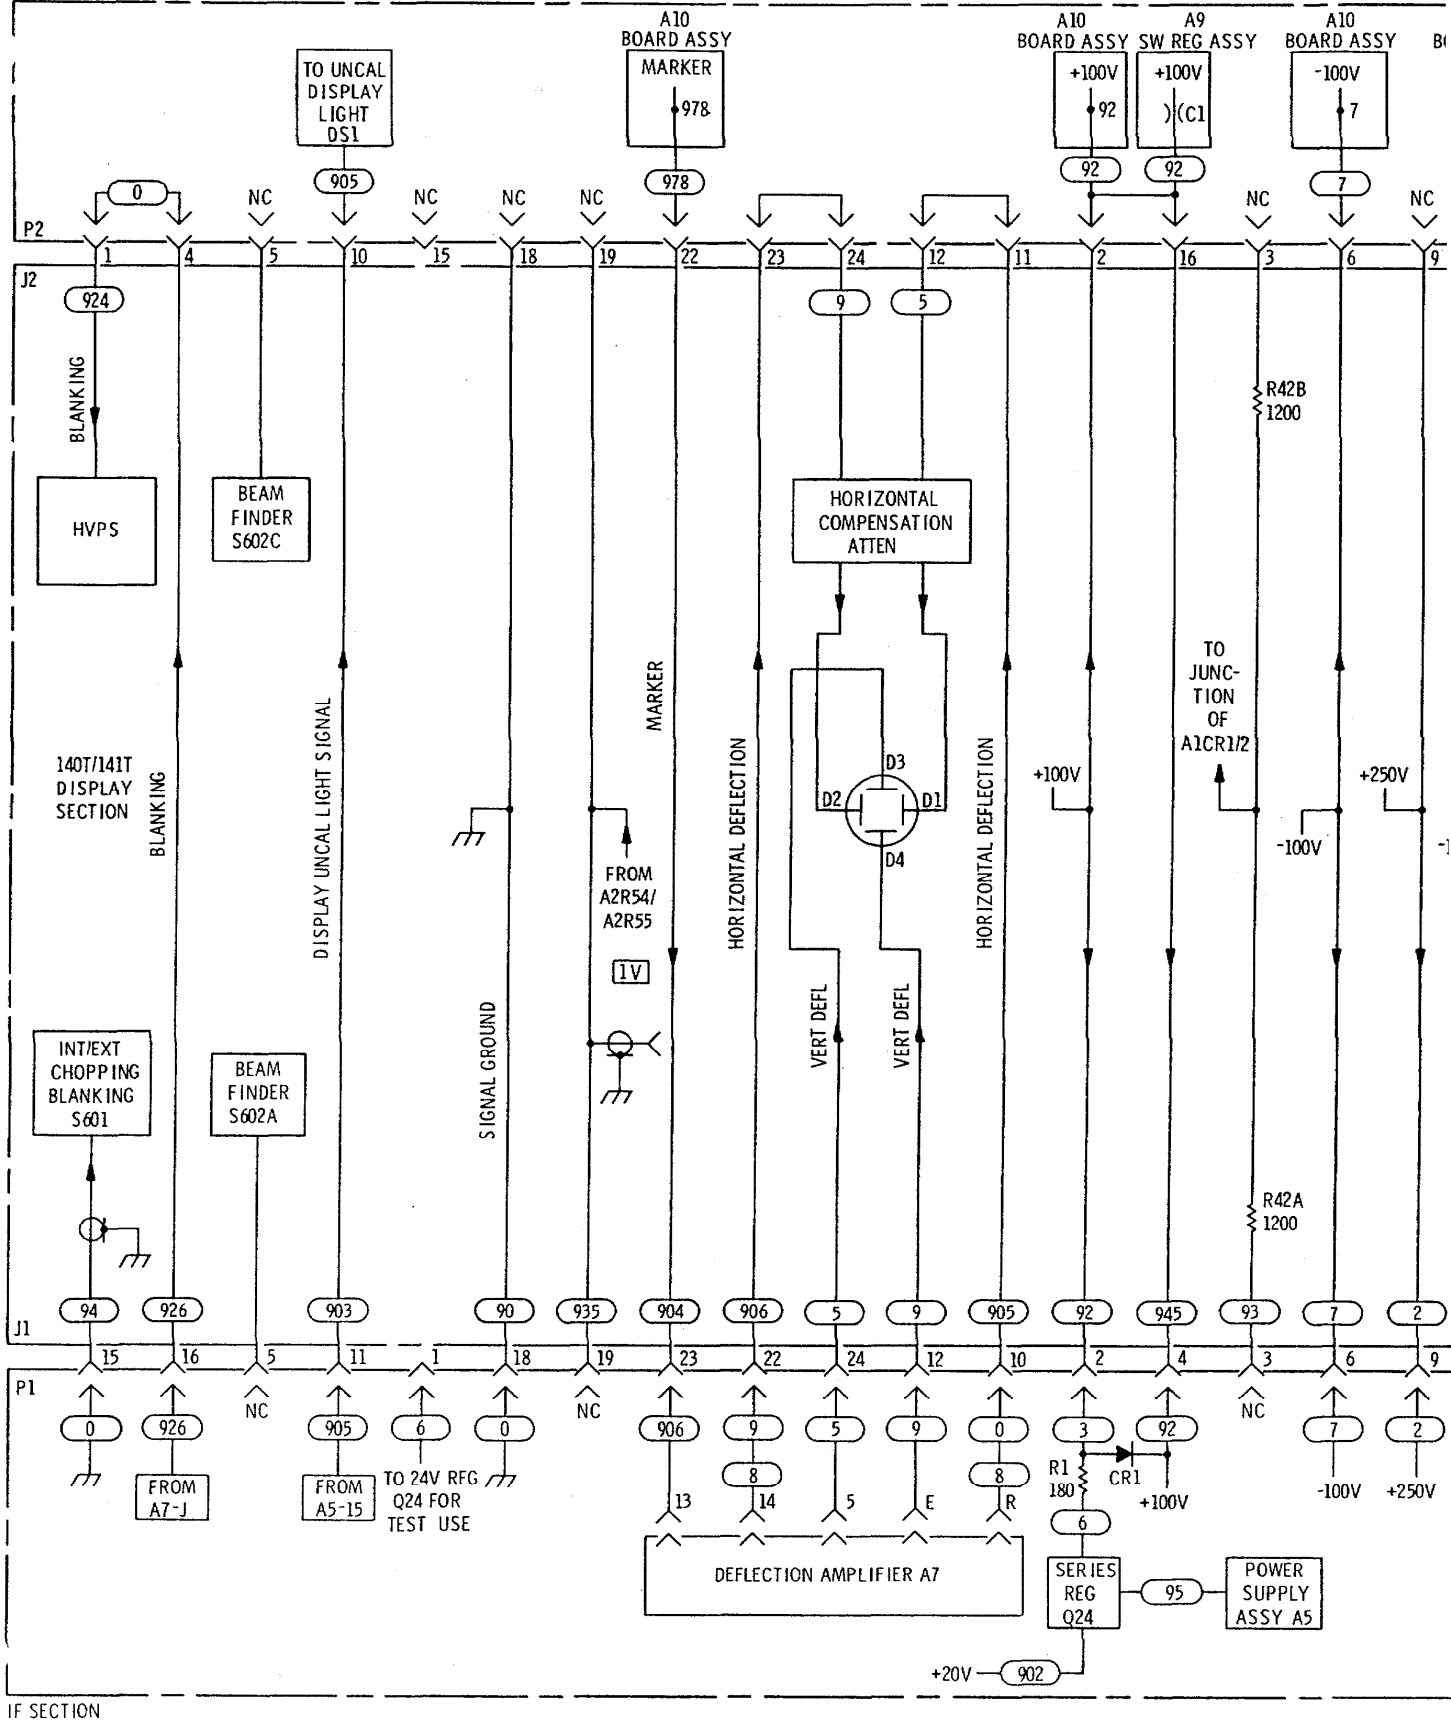 A10
BOARD ASSY
MARKER
978
978
A10
BOARD ASSY
+100V
92
92
A9
SW REG ASSY
+100V
)(C1
92
A10
BOARD ASSY
-100V
7
7
TO UNCAL
DISPLAY
LIGHT
DS1
905
0
NC
NC
NC
NC
NC
NC
P2
1
4
5
10
15
18
19
22
23
24
12
11
2
16
3
6
9
J2
924
9
5
BLANKING
R42B
1200
HVPS
BEAM
FINDER
S602C
HORIZONTAL
COMPENSATION
ATTEN
TO
JUNC-
TION
OF
A1CR1/2
MARKER
140T/141T
DISPLAY
SECTION
BLANKING
DISPLAY UNCAL LIGHT SIGNAL
HORIZONTAL DEFLECTION
D3
D2
D1
D4
HORIZONTAL DEFLECTION
+100V
-100V
+250V
FROM
A2R54/
A2R55
1V
SIGNAL GROUND
VERT DEFL
VERT DEFL
INT/EXT
CHOPPING
BLANKING
S601
BEAM
FINDER
S602A
R42A
1200
94
926
903
90
935
904
906
5
9
905
92
945
93
7
2
J1
15
16
5
11
1
18
19
23
22
24
12
10
2
4
3
6
9
P1
NC
NC
NC
0
926
905
6
0
906
9
5
9
0
3
92
7
2
8
8
FROM
A7-J
FROM
A5-15
TO 24V RFG
Q24 FOR
TEST USE
13
14
5
E
R
R1
180
CR1
+100V
-100V
+250V
6
DEFLECTION AMPLIFIER A7
SERIES
REG
Q24
95
POWER
SUPPLY
ASSY A5
+20V
902
IF SECTION